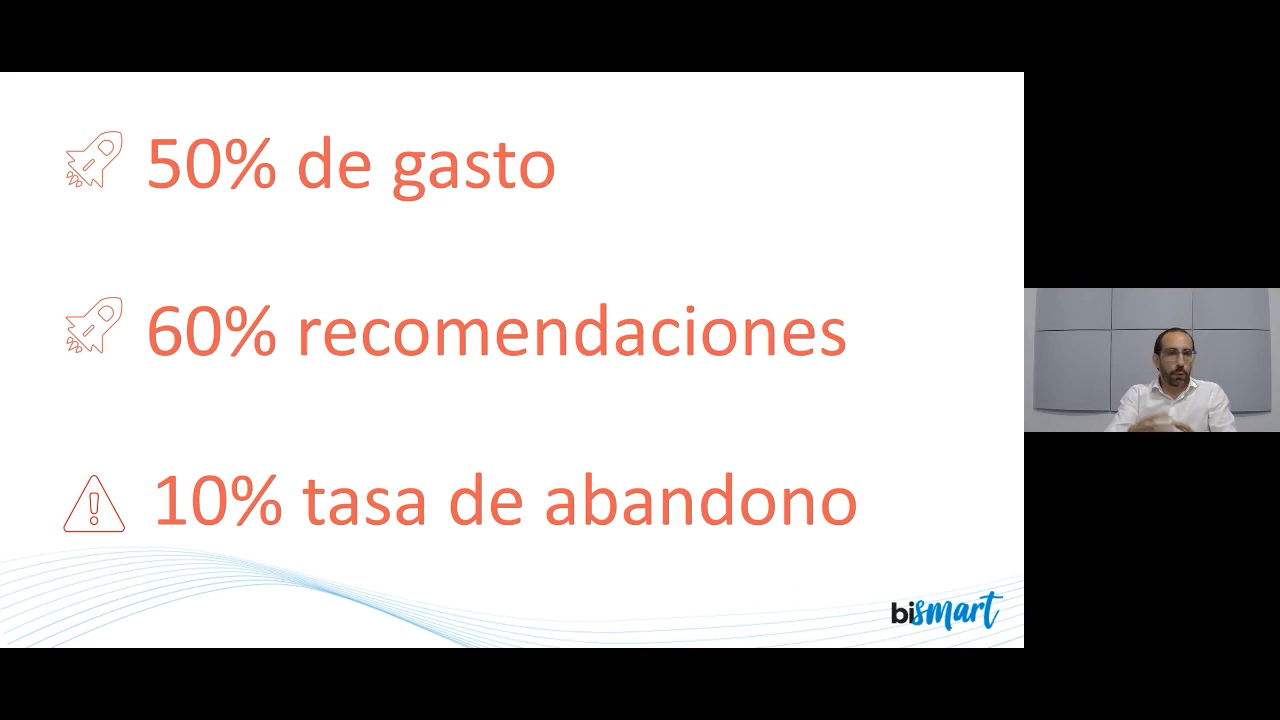 50% de gasto
60% recomendaciones
10% tasa de abandono
bismart